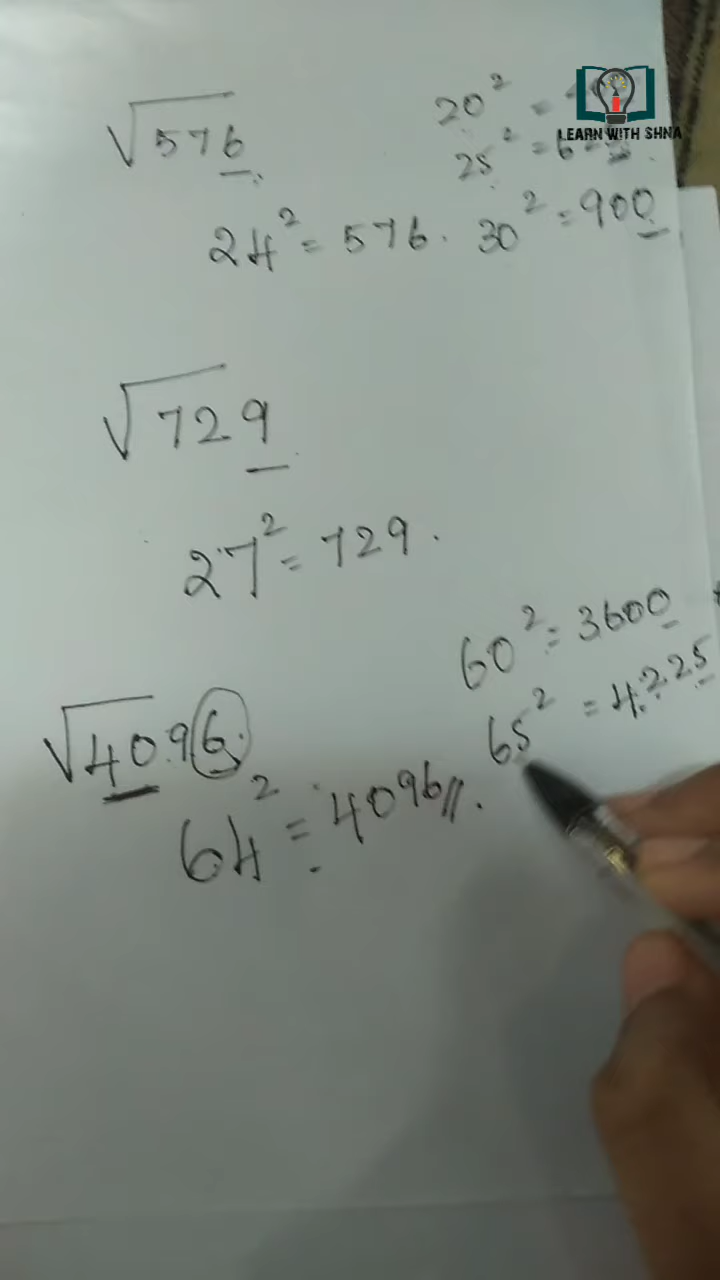 √576
20² =
LEARN WITH SHNA
25² = 625.
24² = 576. 30² = 900
√729
27² = 729.
60² = 3600
65² = 4225
√4096
64² = 4096//.